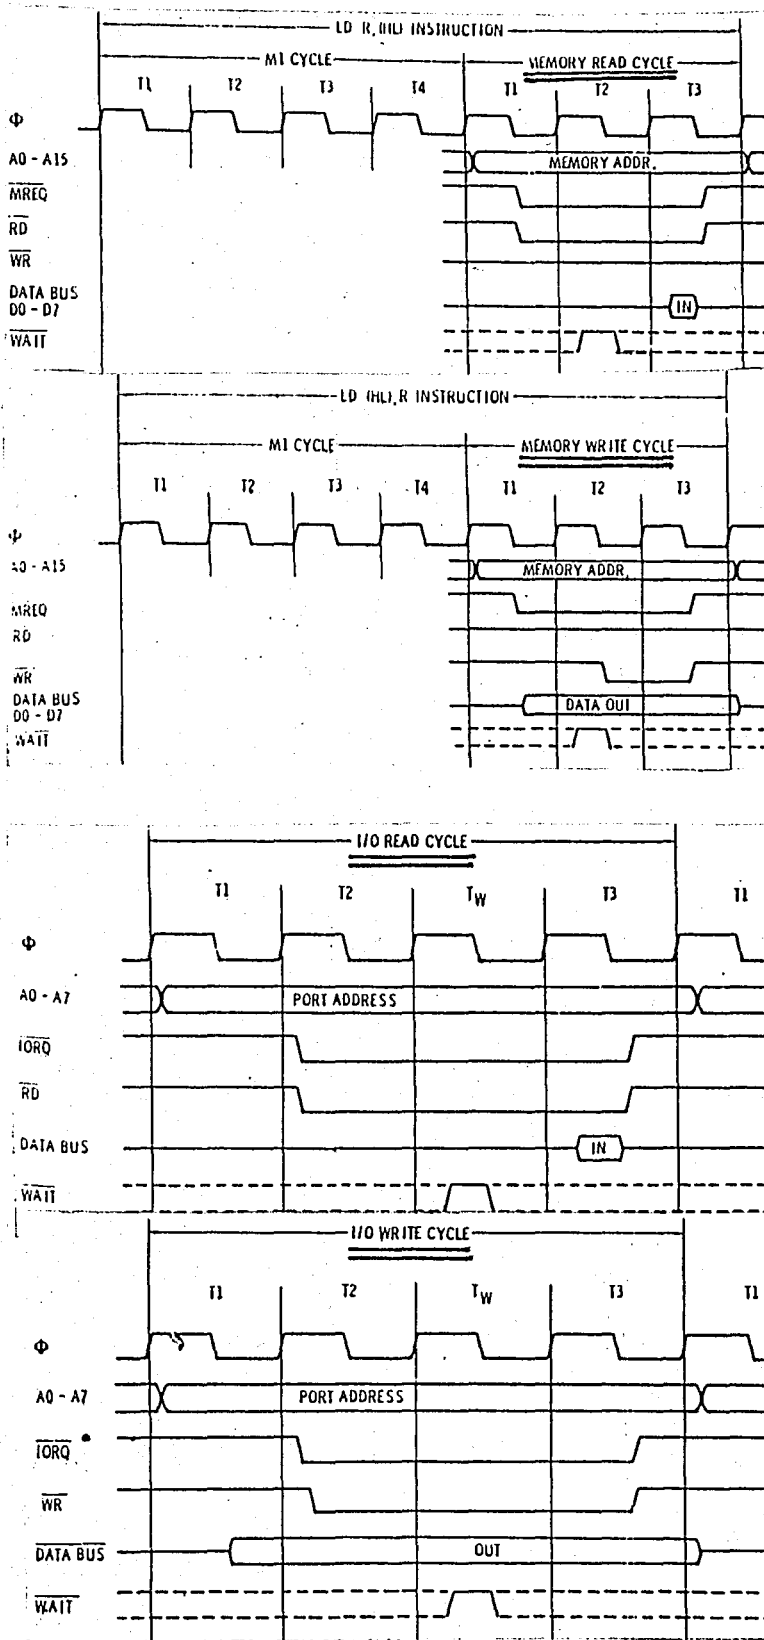 LD R, (HL) INSTRUCTION
M1 CYCLE MEMORY READ CYCLE
T1 T2 T3 T4 T1 T2 T3
Φ
A0 - A15 MEMORY ADDR.
MREQ
RD
WR
DATA BUS
D0 - D7 IN
WAIT
LD (HL), R INSTRUCTION
M1 CYCLE MEMORY WRITE CYCLE
T1 T2 T3 T4 T1 T2 T3
Φ
A0 - A15 MEMORY ADDR.
MREQ
RD
WR
DATA BUS
D0 - D7 DATA OUT
WAIT
I/O READ CYCLE
T1 T2 TW T3 T1
Φ
A0 - A7 PORT ADDRESS
IORQ
RD
DATA BUS IN
WAIT
I/O WRITE CYCLE
T1 T2 TW T3 T1
Φ
A0 - A7 PORT ADDRESS
IORQ
WR
DATA BUS OUT
WAIT